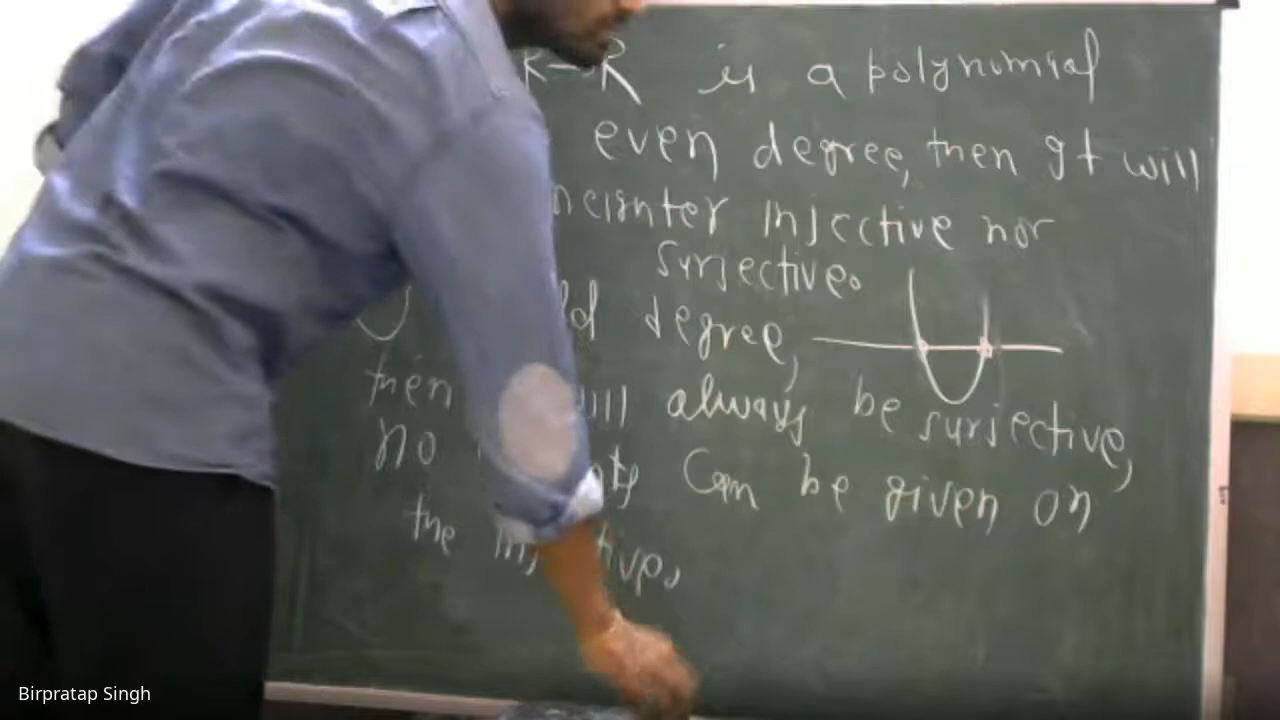 R→R is a polynomial
even degree, then It will
neighter Injective nor
surjective.
degree,
then will always be surjective,
no can be given on
the
Birpratap Singh